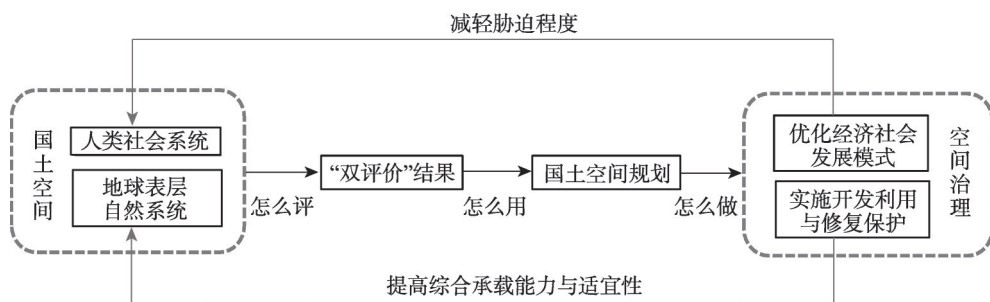 减轻胁迫程度
国土空间
人类社会系统
地球表层
自然系统
怎么评
“双评价”结果
怎么用
国土空间规划
怎么做
优化经济社会
发展模式
实施开发利用
与修复保护
空间治理
提高综合承载能力与适宜性